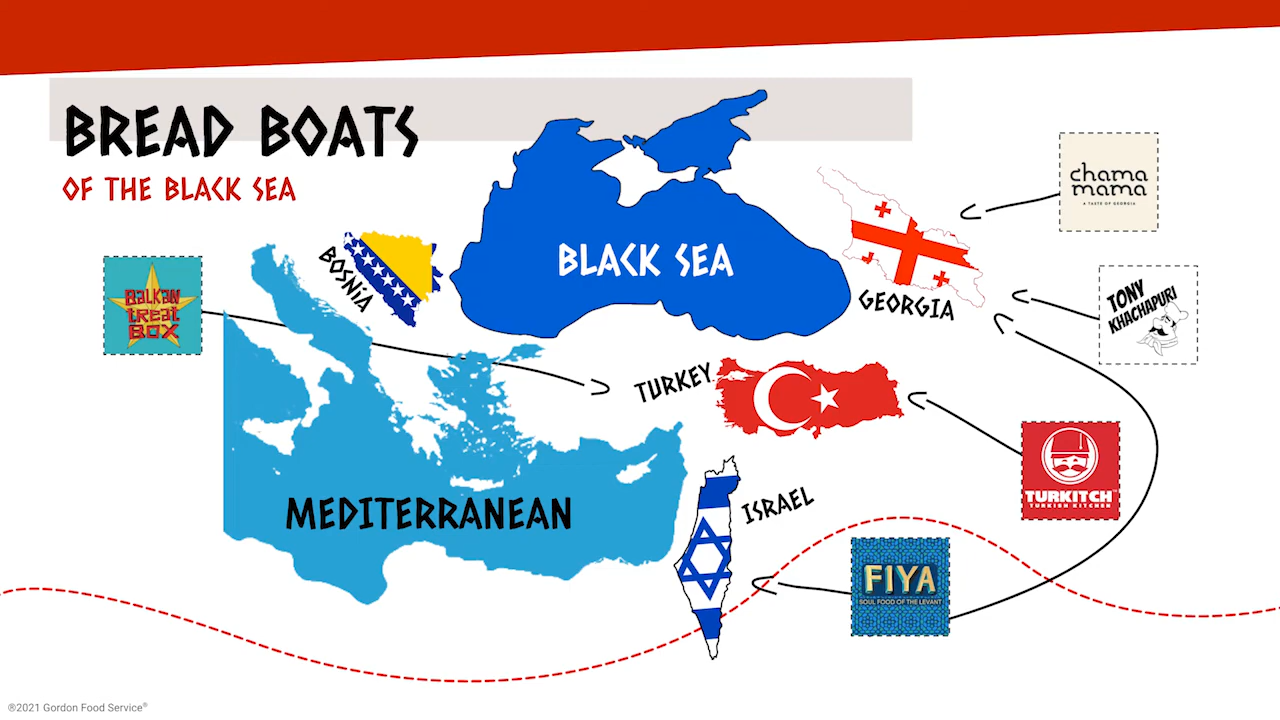 BREAD BOATS
OF THE BLACK SEA
chama
mama
A TASTE OF GEORGIA
BLACK SEA
BOSNIA
BALKAN
TREAT
BOX
GEORGIA
TONY
KHACHAPURI
TURKEY
TURKITCH
TURKISH KITCHEN
MEDITERRANEAN
ISRAEL
FIYA
SOUL FOOD OF THE LEVANT
®2021 Gordon Food Service®